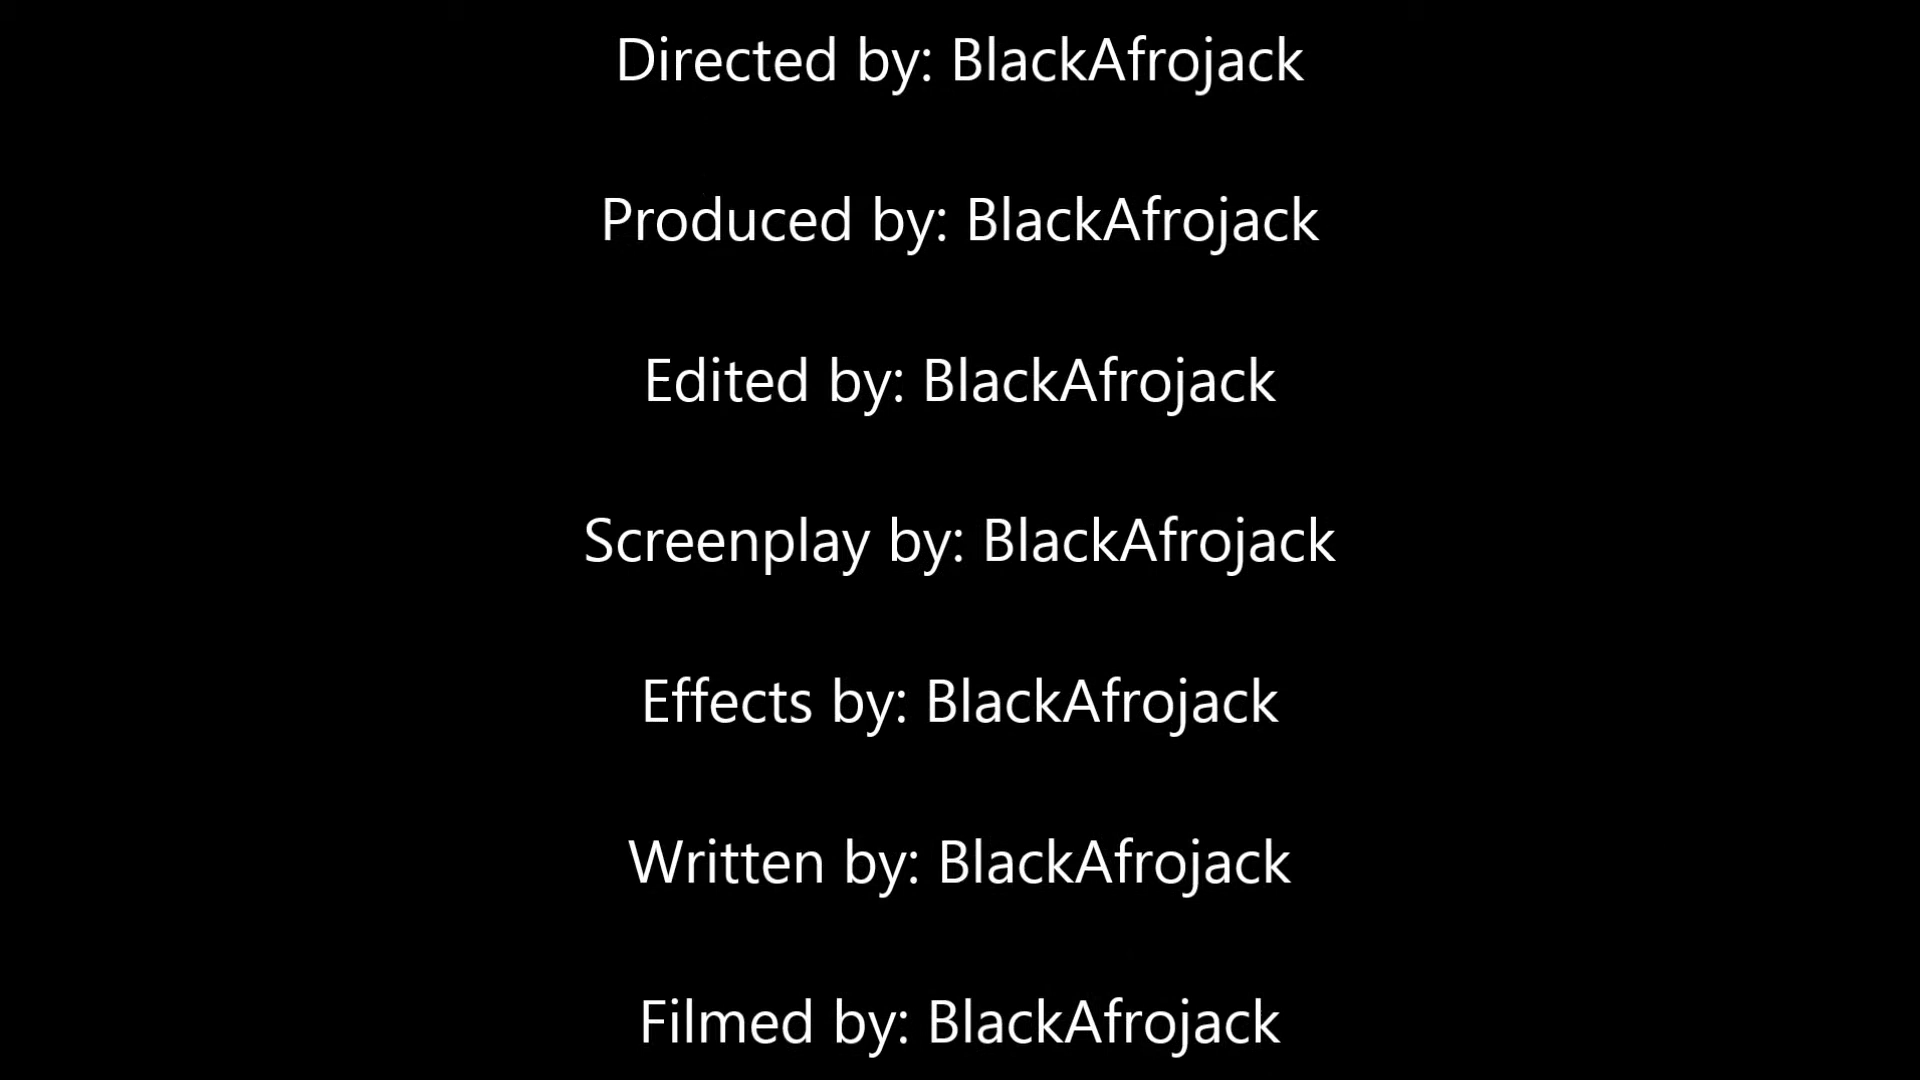 Directed by: BlackAfrojack
Produced by: BlackAfrojack
Edited by: BlackAfrojack
Screenplay by: BlackAfrojack
Effects by: BlackAfrojack
Written by: BlackAfrojack
Filmed by: BlackAfrojack